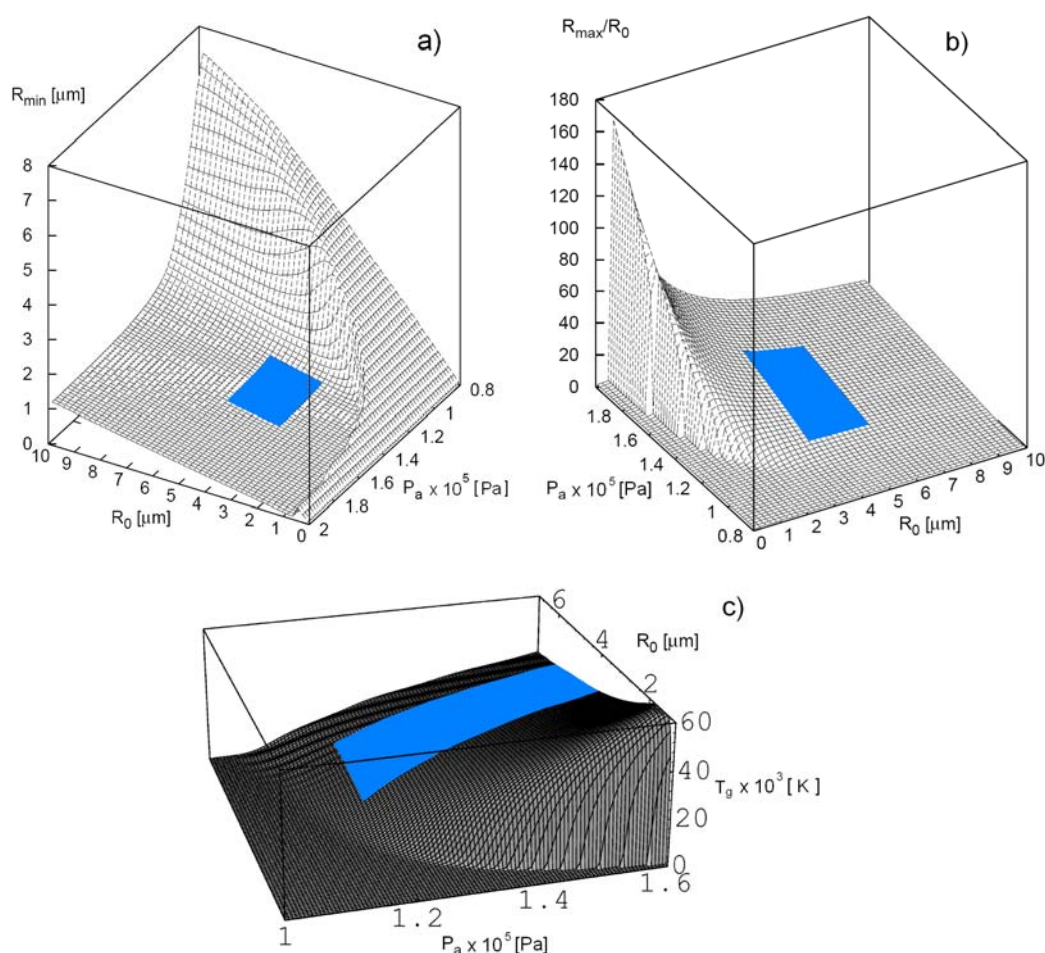 a)
R_min [μm]
8
7
6
5
4
3
2
1
0
10 9 8 7 6 5 4 3 2 1 0
R_0 [μm]
2 1.8 1.6 1.4 1.2 1 0.8
P_a x 10^5 [Pa]
b)
R_max/R_0
180
160
140
120
100
80
60
40
20
0
1.8 1.6 1.4 1.2 1 0.8
P_a x 10^5 [Pa]
0 1 2 3 4 5 6 7 8 9 10
R_0 [μm]
c)
6 4 2
R_0 [μm]
60
40
20
0
T_g x 10^3 [K]
1 1.2 1.4 1.6
P_a x 10^5 [Pa]